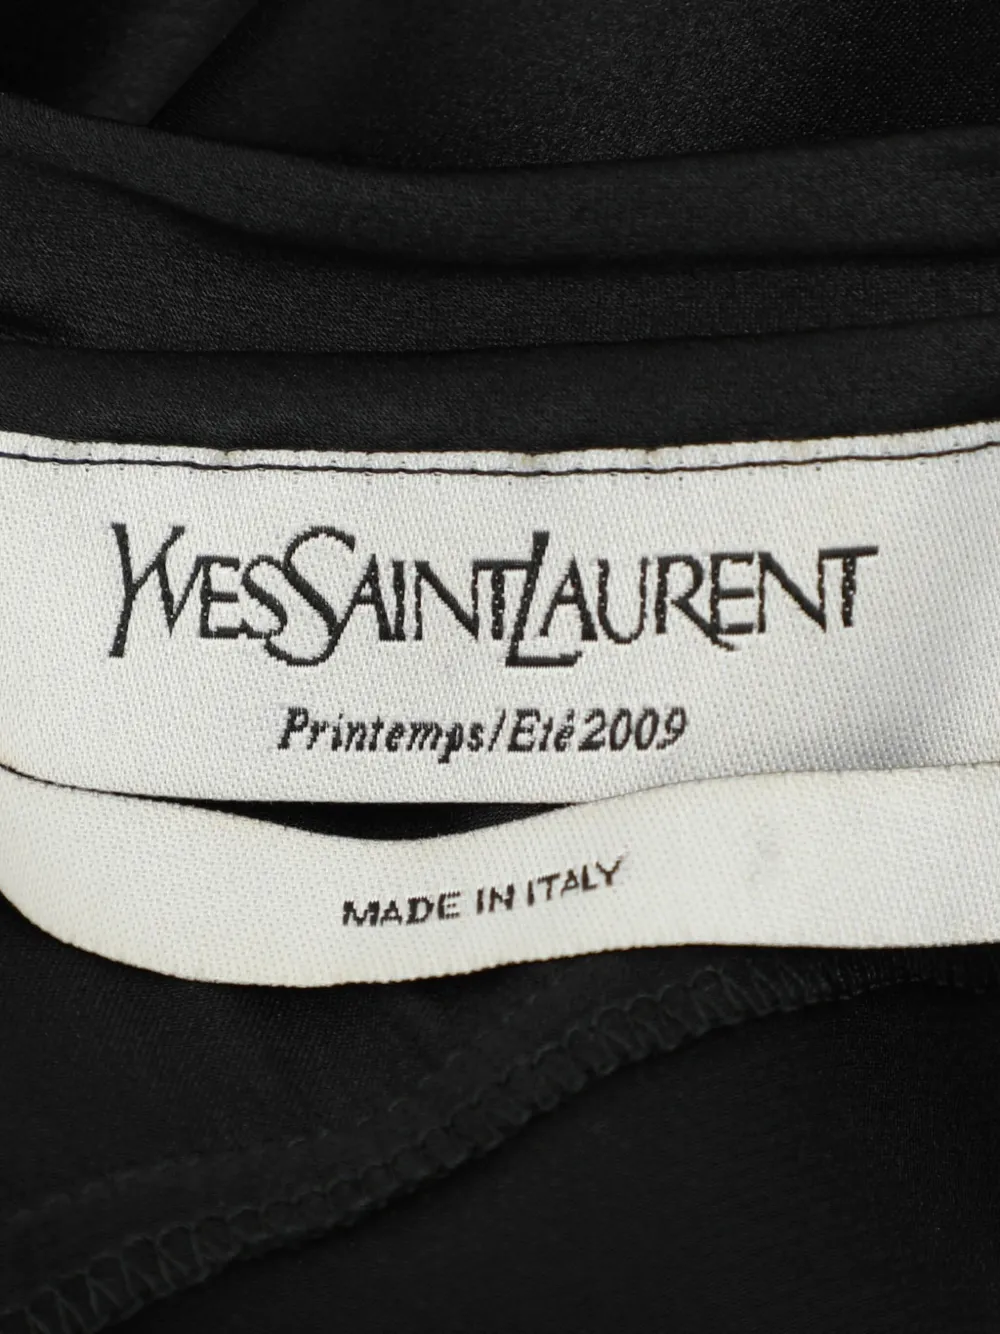 YVESSAINTLAURENT
Printemps/Eté 2009
MADE IN ITALY